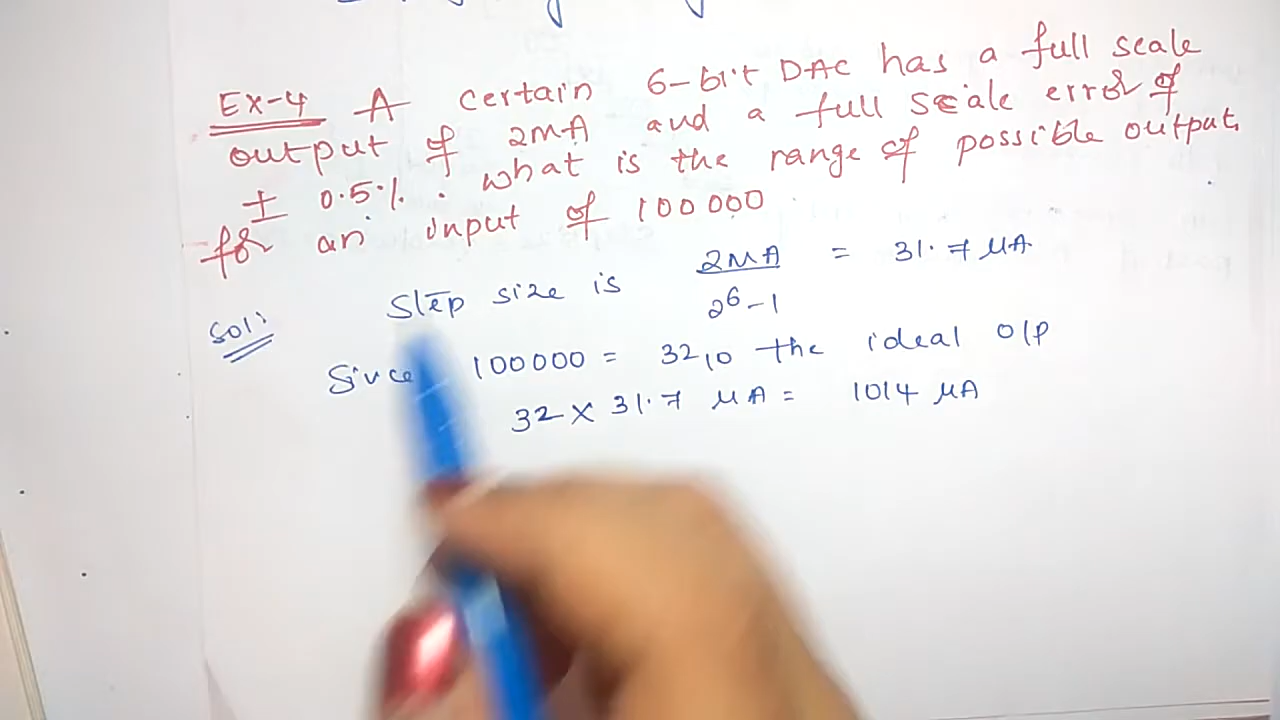 Ex-4 A certain 6-bit DAC has a full scale
output of 2MA and a full scale error of
± 0.5%. what is the range of possible output,
for an input of 100000
Sol: Step size is 2MA / 2^6-1 = 31.7 μA
Since 100000 = 32₁₀ the ideal o/p
32 x 31.7 μA = 1014 μA